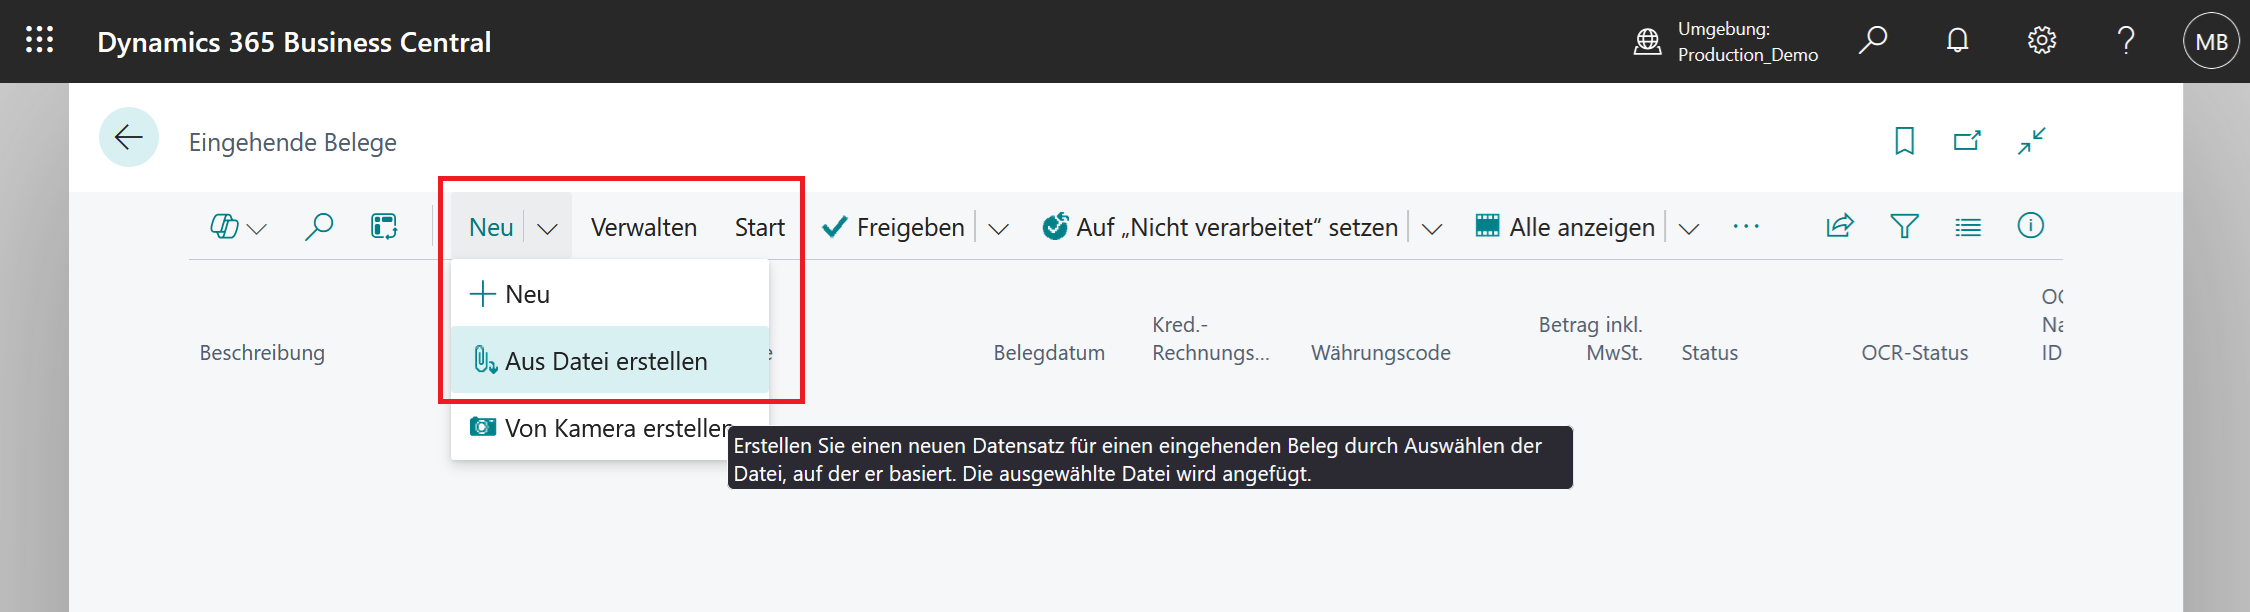 Dynamics 365 Business Central
Umgebung:
Production_Demo
MB
Eingehende Belege
Neu
Verwalten
Start
Freigeben
Auf „Nicht verarbeitet“ setzen
Alle anzeigen
Neu
Aus Datei erstellen
Von Kamera erstellen
Erstellen Sie einen neuen Datensatz für einen eingehenden Beleg durch Auswählen der
Datei, auf der er basiert. Die ausgewählte Datei wird angefügt.
Beschreibung
Belegdatum
Kred.-
Rechnungs...
Währungscode
Betrag inkl.
MwSt.
Status
OCR-Status
ID